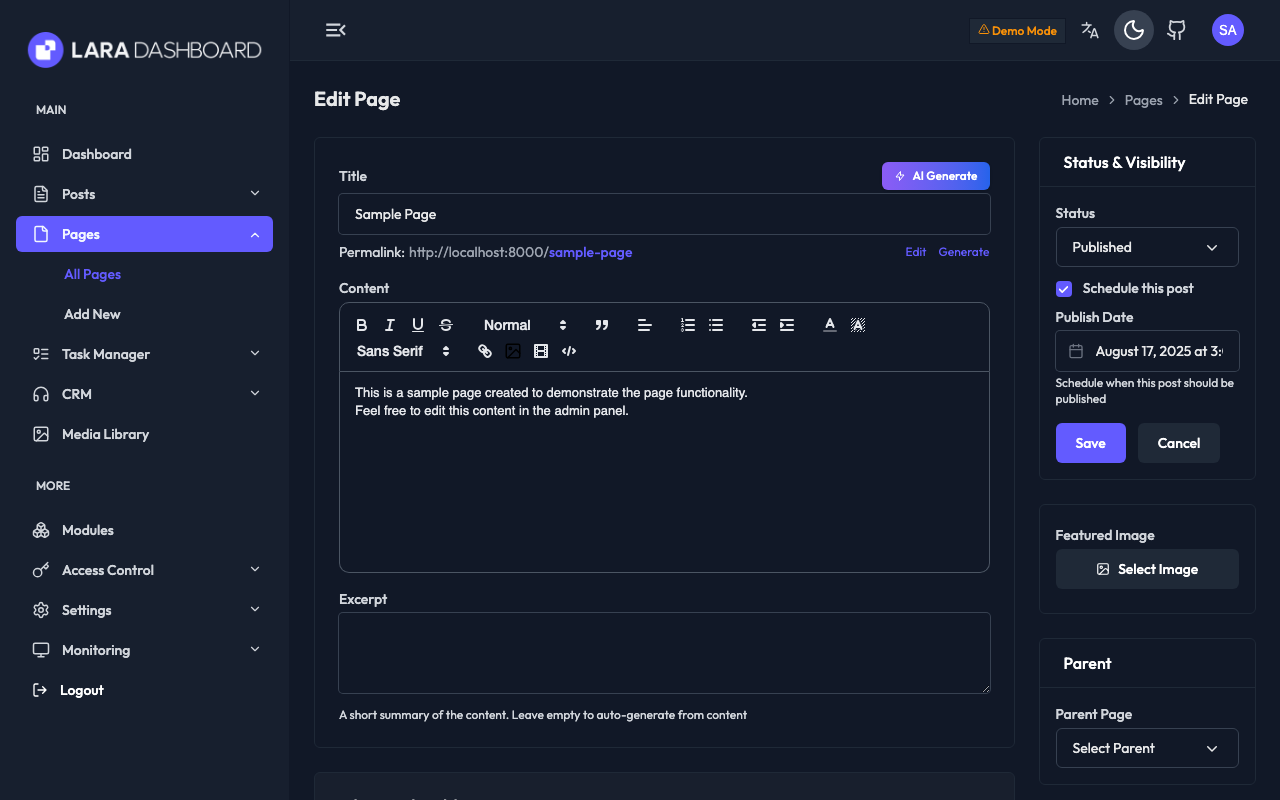 LARA DASHBOARD
MAIN
Dashboard
Posts
Pages
All Pages
Add New
Task Manager
CRM
Media Library
MORE
Modules
Access Control
Settings
Monitoring
Logout
Demo Mode
SA
Edit Page
Home > Pages > Edit Page
Title
AI Generate
Sample Page
Permalink: http://localhost:8000/sample-page
Edit Generate
Content
Normal
Sans Serif
This is a sample page created to demonstrate the page functionality.
Feel free to edit this content in the admin panel.
Excerpt
A short summary of the content. Leave empty to auto-generate from content
Status & Visibility
Status
Published
Schedule this post
Publish Date
August 17, 2025 at 3:
Schedule when this post should be
published
Save
Cancel
Featured Image
Select Image
Parent
Parent Page
Select Parent